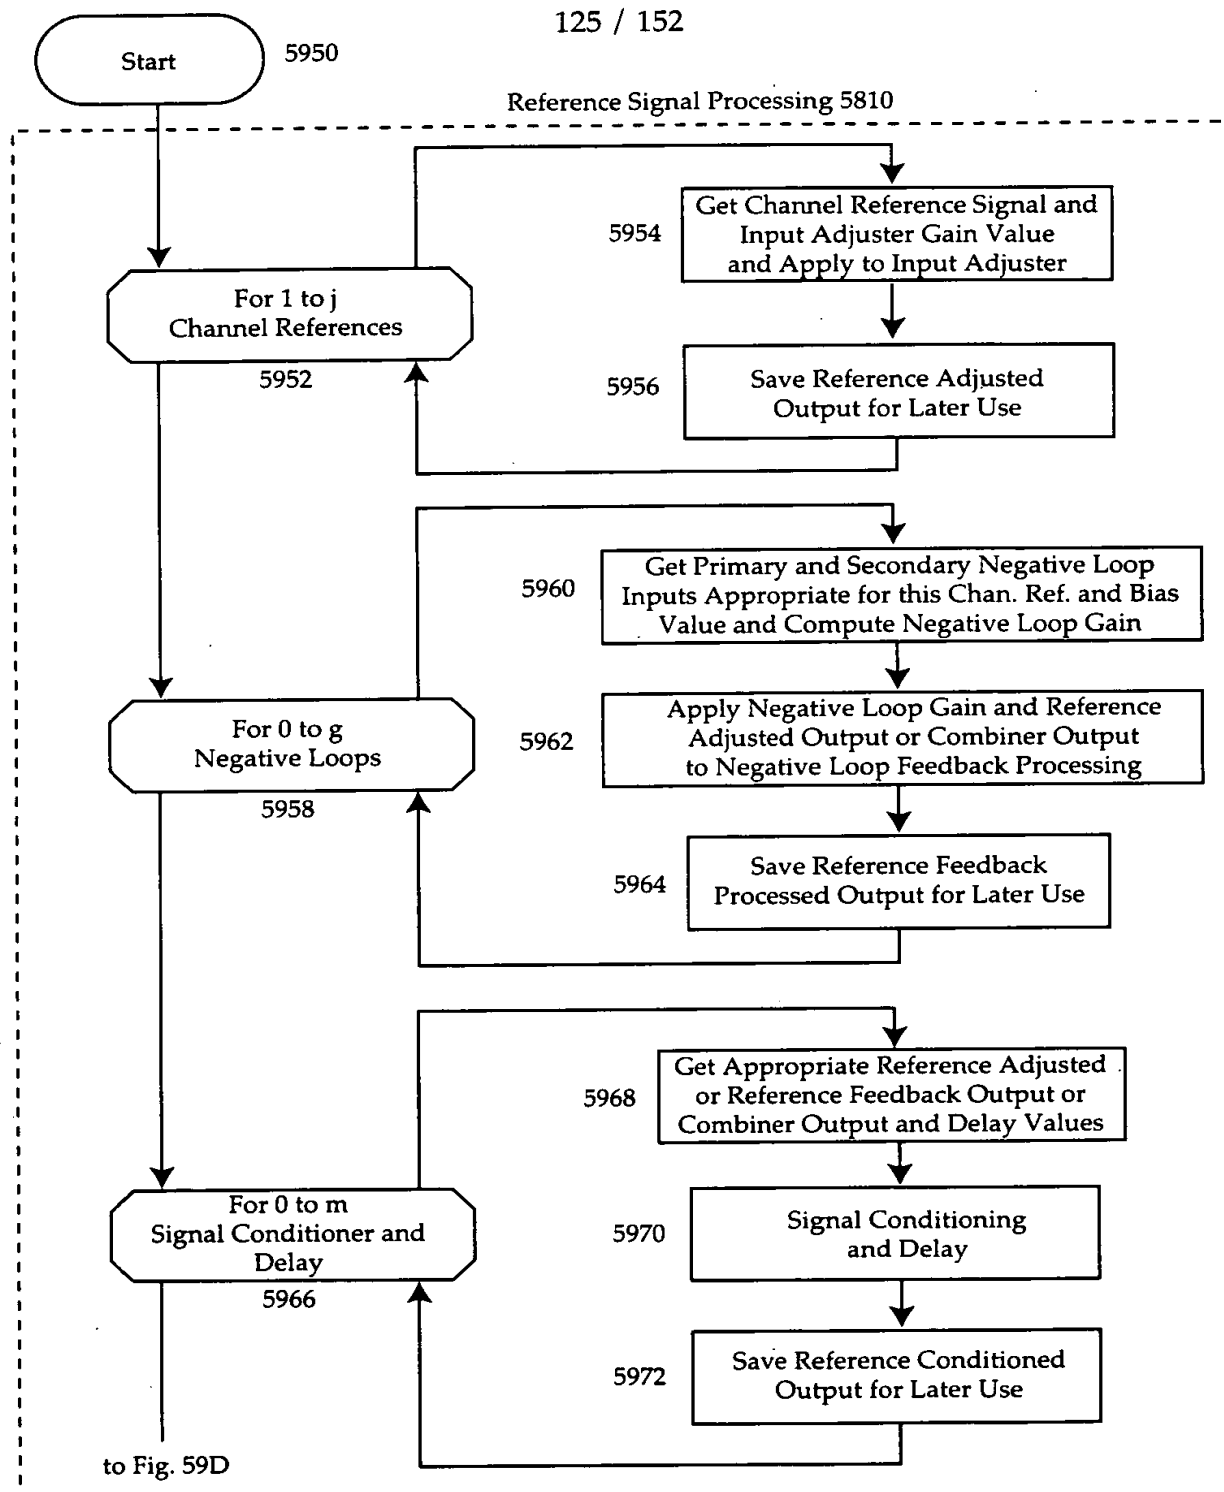 125 / 152
Start
5950
Reference Signal Processing 5810
5954
Get Channel Reference Signal and
Input Adjuster Gain Value
and Apply to Input Adjuster
For 1 to j
Channel References
5952
5956
Save Reference Adjusted
Output for Later Use
5960
Get Primary and Secondary Negative Loop
Inputs Appropriate for this Chan. Ref. and Bias
Value and Compute Negative Loop Gain
For 0 to g
Negative Loops
5958
5962
Apply Negative Loop Gain and Reference
Adjusted Output or Combiner Output
to Negative Loop Feedback Processing
5964
Save Reference Feedback
Processed Output for Later Use
5968
Get Appropriate Reference Adjusted
or Reference Feedback Output or
Combiner Output and Delay Values
For 0 to m
Signal Conditioner and
Delay
5966
5970
Signal Conditioning
and Delay
5972
Save Reference Conditioned
Output for Later Use
to Fig. 59D